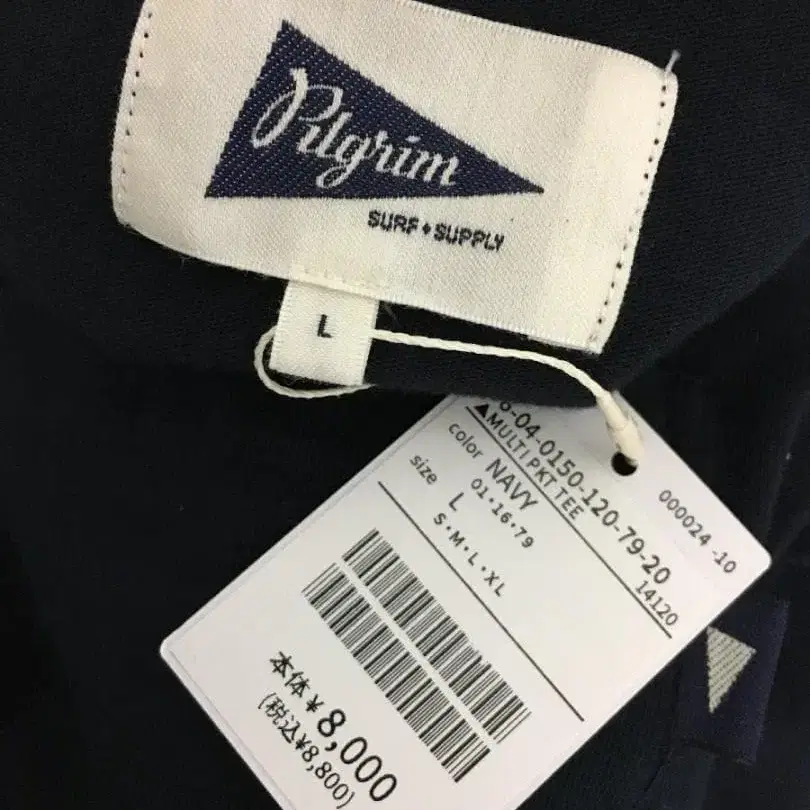 Pilgrim
SURF + SUPPLY
L
000024 -10
6-04-0150-120-79-20
▲MULTI PKT TEE 14120
color NAVY
01・16・79
size L
S・M・L・XL
本体¥8,000
(税込¥8,800)